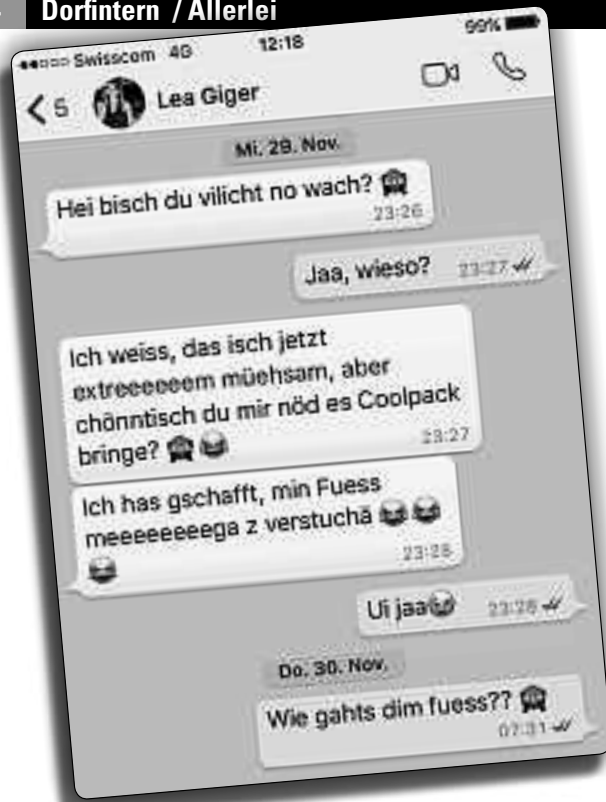 Dorfintern / Allerlei
Swisscom 4G 12:18 99%
5 Lea Giger
Mi. 29. Nov.
Hei bisch du vilicht no wach? 🙈
23:26
Jaa, wieso? 23:27
Ich weiss, das isch jetzt
extreeeeeem müehsam, aber
chönntisch du mir nöd es Coolpack
bringe? 🙈😂
23:27
Ich has gschafft, min Fuess
meeeeeeeega z verstuchä 😂😂
😂
23:28
Ui jaa😂 23:28
Do. 30. Nov.
Wie gahts dim fuess?? 🙈
07:31